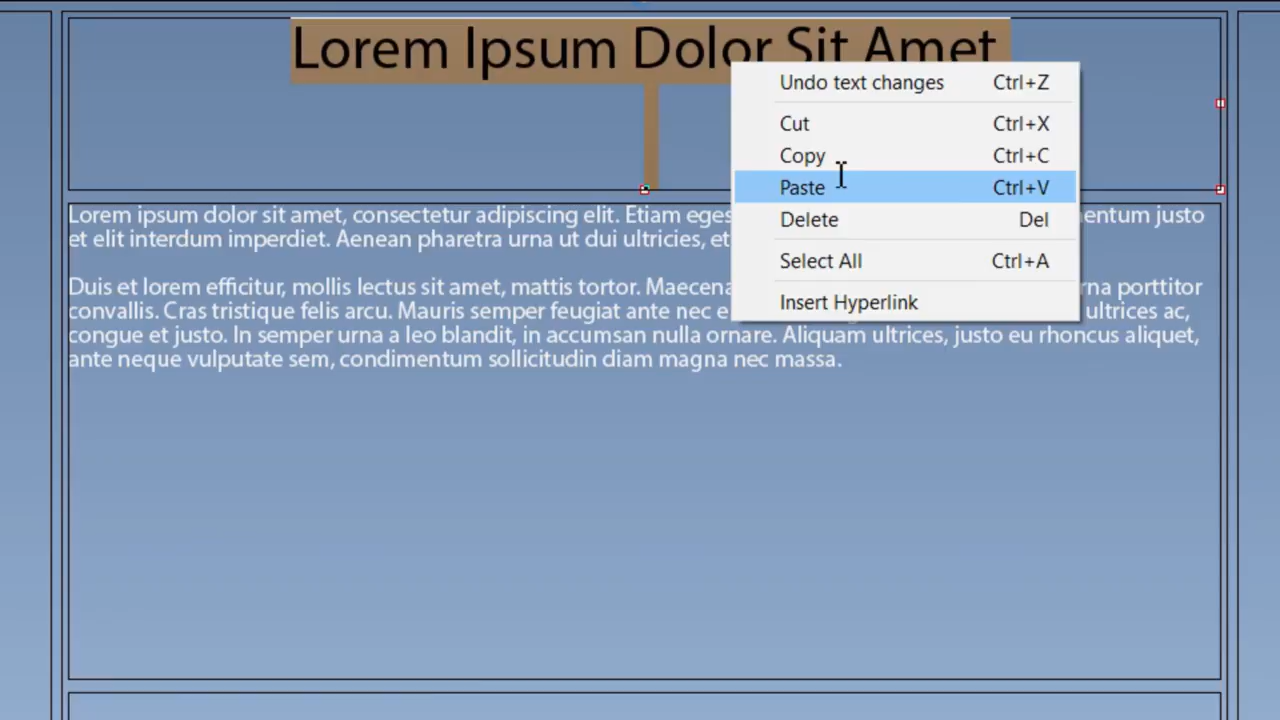 Lorem Ipsum Dolor Sit Amet
Undo text changes Ctrl+Z
Cut Ctrl+X
Copy Ctrl+C
Paste Ctrl+V
Delete Del
Select All Ctrl+A
Insert Hyperlink
Lorem ipsum dolor sit amet, consectetur adipiscing elit. Etiam justo
et elit interdum imperdiet. Aenean pharetra urna ut dui ultricies, et
Duis et lorem efficitur, mollis lectus sit amet, mattis tortor. porttitor
convallis. Cras tristique felis arcu. Mauris semper feugiat ante nec ultrices ac,
congue et justo. In semper urna a leo blandit, in accumsan nulla ornare. Aliquam ultrices, justo eu rhoncus aliquet,
ante neque vulputate sem, condimentum sollicitudin diam magna nec massa.